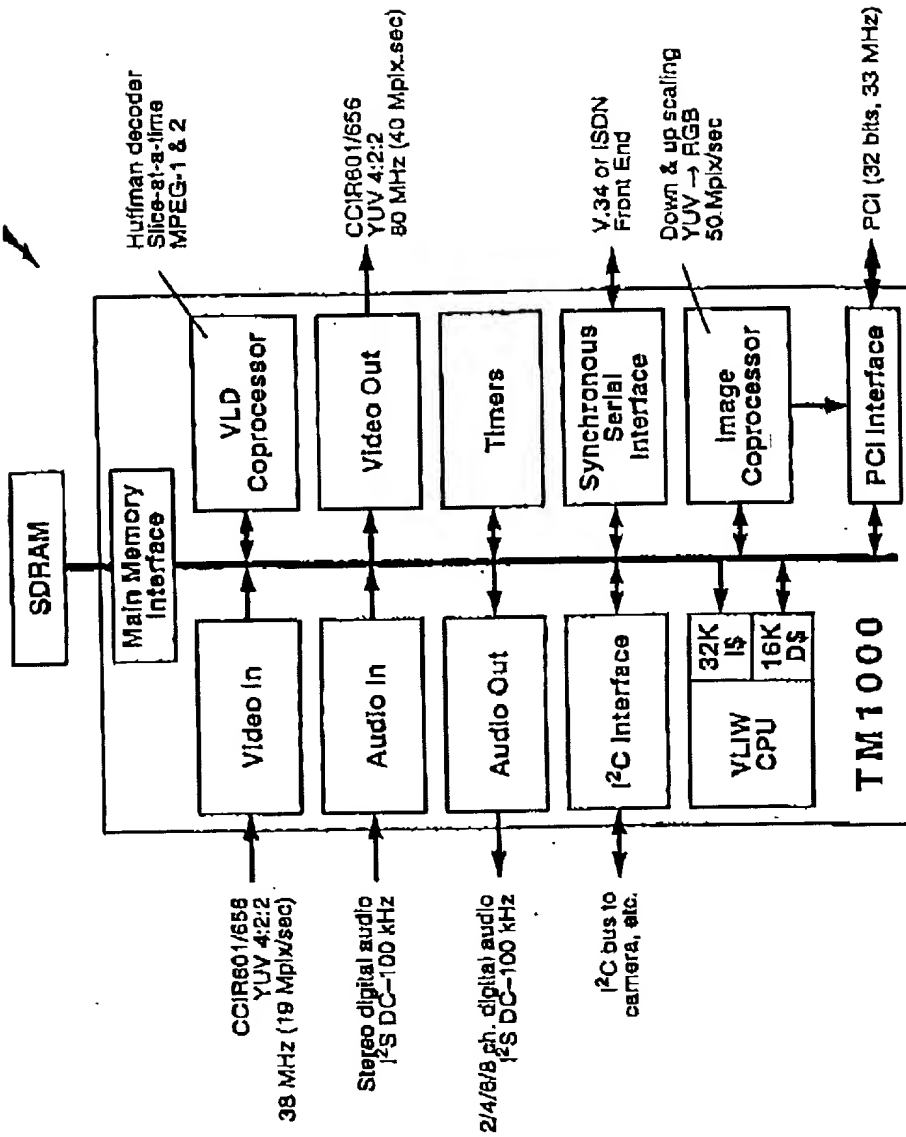 SDRAM
Main Memory
Interface
Huffman decoder
Slice-at-a-time
MPEG-1 & 2
VLD
Coprocessor
CCIR601/656
YUV 4:2:2
38 MHz (19 Mpix/sec)
Video In
Video Out
CCIR601/656
YUV 4:2:2
80 MHz (40 Mpix.sec)
Stereo digital audio
I²S DC–100 kHz
Audio In
Timers
2/4/6/8 ch. digital audio
I²S DC–100 kHz
Audio Out
Synchronous
Serial
Interface
V.34 or ISDN
Front End
I²C bus to
camera, etc.
I²C Interface
Image
Coprocessor
Down & up scaling
YUV → RGB
50.Mpix/sec
VLIW
CPU
32K
I$
16K
D$
PCI Interface
PCI (32 bits, 33 MHz)
TM1000